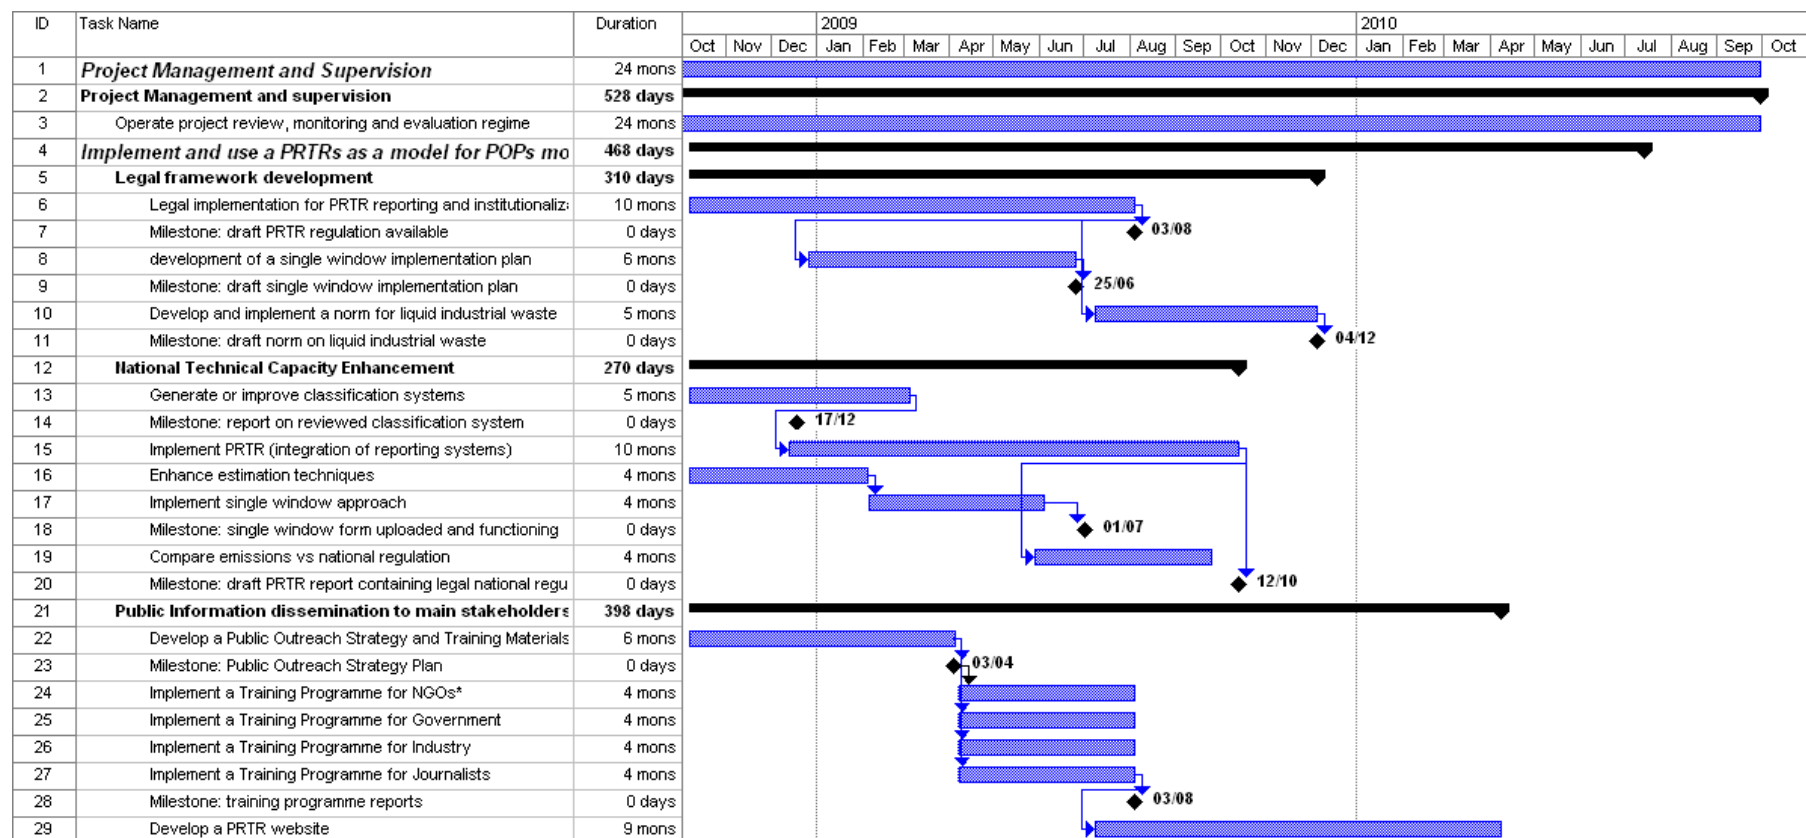 ID Task Name Duration 2009 2010
Oct Nov Dec Jan Feb Mar Apr May Jun Jul Aug Sep Oct Nov Dec Jan Feb Mar Apr May Jun Jul Aug Sep Oct
1 Project Management and Supervision 24 mons
2 Project Management and supervision 528 days
3 Operate project review, monitoring and evaluation regime 24 mons
4 Implement and use a PRTRs as a model for POPs mo 468 days
5 Legal framework development 310 days
6 Legal implementation for PRTR reporting and institutionaliz 10 mons
7 Milestone: draft PRTR regulation available 0 days 03/08
8 development of a single window implementation plan 6 mons
9 Milestone: draft single window implementation plan 0 days 25/06
10 Develop and implement a norm for liquid industrial waste 5 mons
11 Milestone: draft norm on liquid industrial waste 0 days 04/12
12 National Technical Capacity Enhancement 270 days
13 Generate or improve classification systems 5 mons
14 Milestone: report on reviewed classification system 0 days 17/12
15 Implement PRTR (integration of reporting systems) 10 mons
16 Enhance estimation techniques 4 mons
17 Implement single window approach 4 mons
18 Milestone: single window form uploaded and functioning 0 days 01/07
19 Compare emissions vs national regulation 4 mons
20 Milestone: draft PRTR report containing legal national regu 0 days 12/10
21 Public Information dissemination to main stakeholders 398 days
22 Develop a Public Outreach Strategy and Training Materials 6 mons
23 Milestone: Public Outreach Strategy Plan 0 days 03/04
24 Implement a Training Programme for NGOs* 4 mons
25 Implement a Training Programme for Government 4 mons
26 Implement a Training Programme for Industry 4 mons
27 Implement a Training Programme for Journalists 4 mons
28 Milestone: training programme reports 0 days 03/08
29 Develop a PRTR website 9 mons